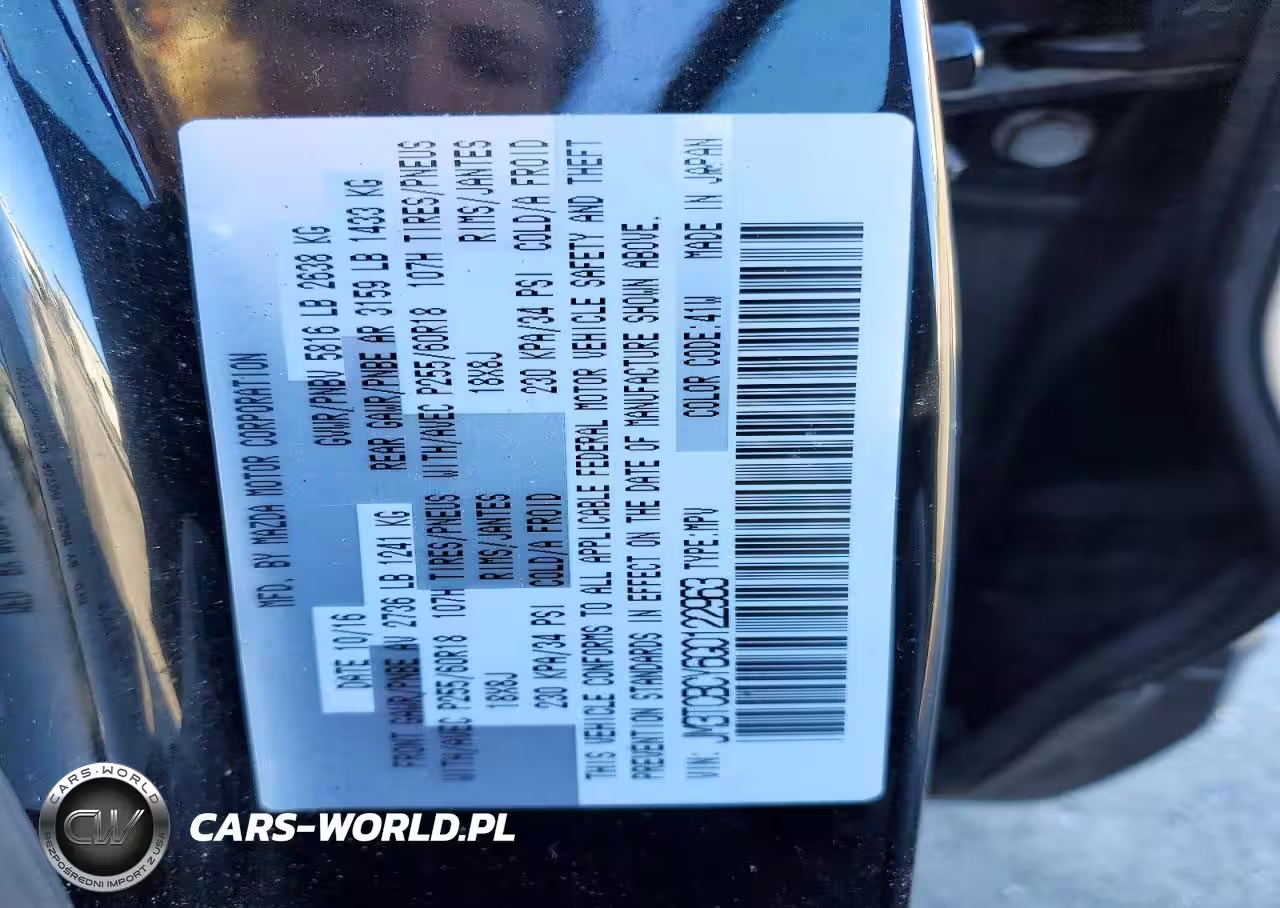 MFD. BY MAZDA MOTOR CORPORATION
DATE 10/16 GVWR/PNBV 5816 LB 2638 KG
FRONT GAWR/PNBE AV 2736 LB 1241 KG REAR GAWR/PNBE AR 3159 LB 1433 KG
WITH/AVEC P255/60R18 107H TIRES/PNEUS WITH/AVEC P255/60R18 107H TIRES/PNEUS
18X8J RIMS/JANTES 18X8J RIMS/JANTES
230 KPA/34 PSI COLD/A FROID 230 KPA/34 PSI COLD/A FROID
THIS VEHICLE CONFORMS TO ALL APPLICABLE FEDERAL MOTOR VEHICLE SAFETY AND THEFT
PREVENTION STANDARDS IN EFFECT ON THE DATE OF MANUFACTURE SHOWN ABOVE.
VIN: JM3TCBCY6G0122963 TYPE:MPV COLOR CODE:41W MADE IN JAPAN
CARS-WORLD
CW
BEZPOŚREDNI IMPORT Z USA
CARS-WORLD.PL